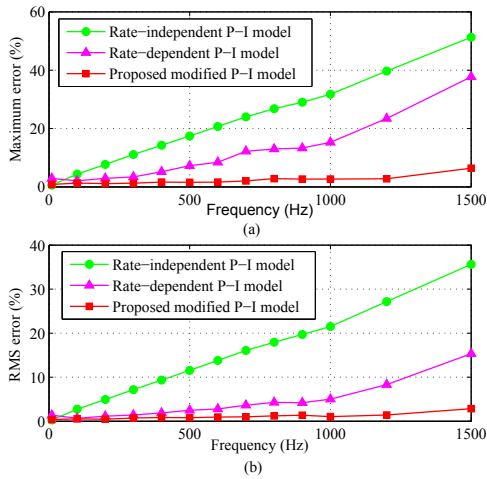 60
40
20
0
Maximum error (%)
Rate−independent P−I model
Rate−dependent P−I model
Proposed modified P−I model
0 500 1000 1500
Frequency (Hz)
(a)
40
30
20
10
0
RMS error (%)
Rate−independent P−I model
Rate−dependent P−I model
Proposed modified P−I model
0 500 1000 1500
Frequency (Hz)
(b)